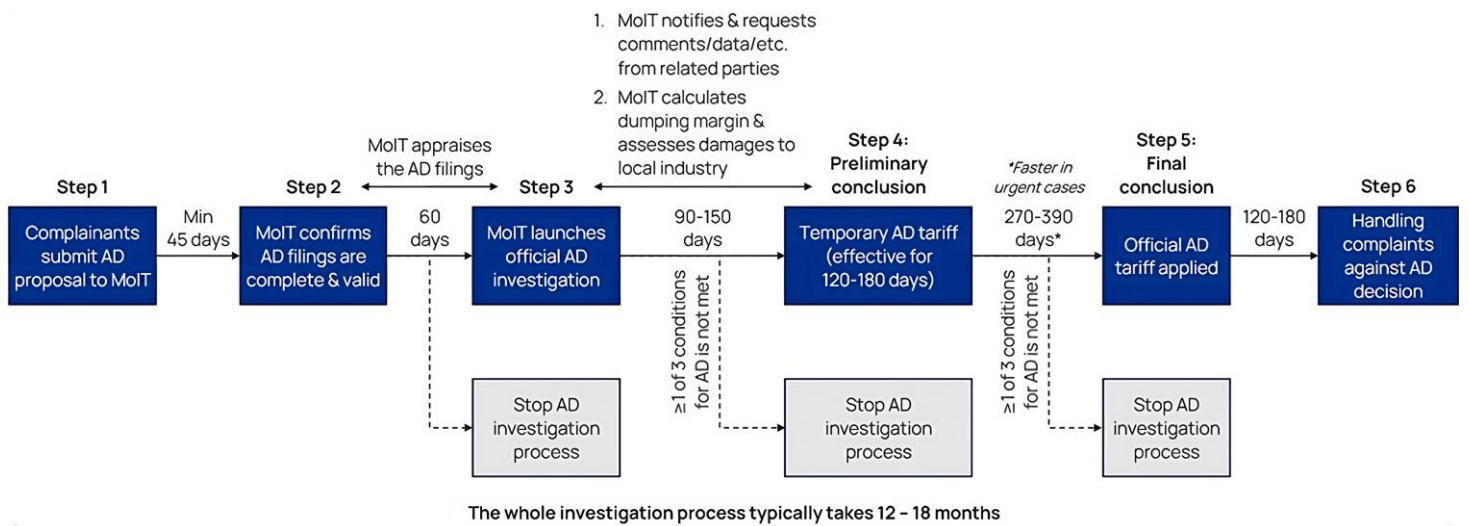 1. MoIT notifies & requests
comments/data/etc.
from related parties
2. MoIT calculates
dumping margin &
assesses damages to
local industry
MoIT appraises
the AD filings
Step 1
Complainants
submit AD
proposal to MoIT
Min
45 days
Step 2
MoIT confirms
AD filings are
complete & valid
60
days
Step 3
MoIT launches
official AD
investigation
90-150
days
≥1 of 3 conditions
for AD is not met
Step 4:
Preliminary
conclusion
Temporary AD tariff
(effective for
120-180 days)
*Faster in
urgent cases
270-390
days*
≥1 of 3 conditions
for AD is not met
Step 5:
Final
conclusion
Official AD
tariff applied
120-180
days
Step 6
Handling
complaints
against AD
decision
Stop AD
investigation
process
Stop AD
investigation
process
Stop AD
investigation
process
The whole investigation process typically takes 12 – 18 months